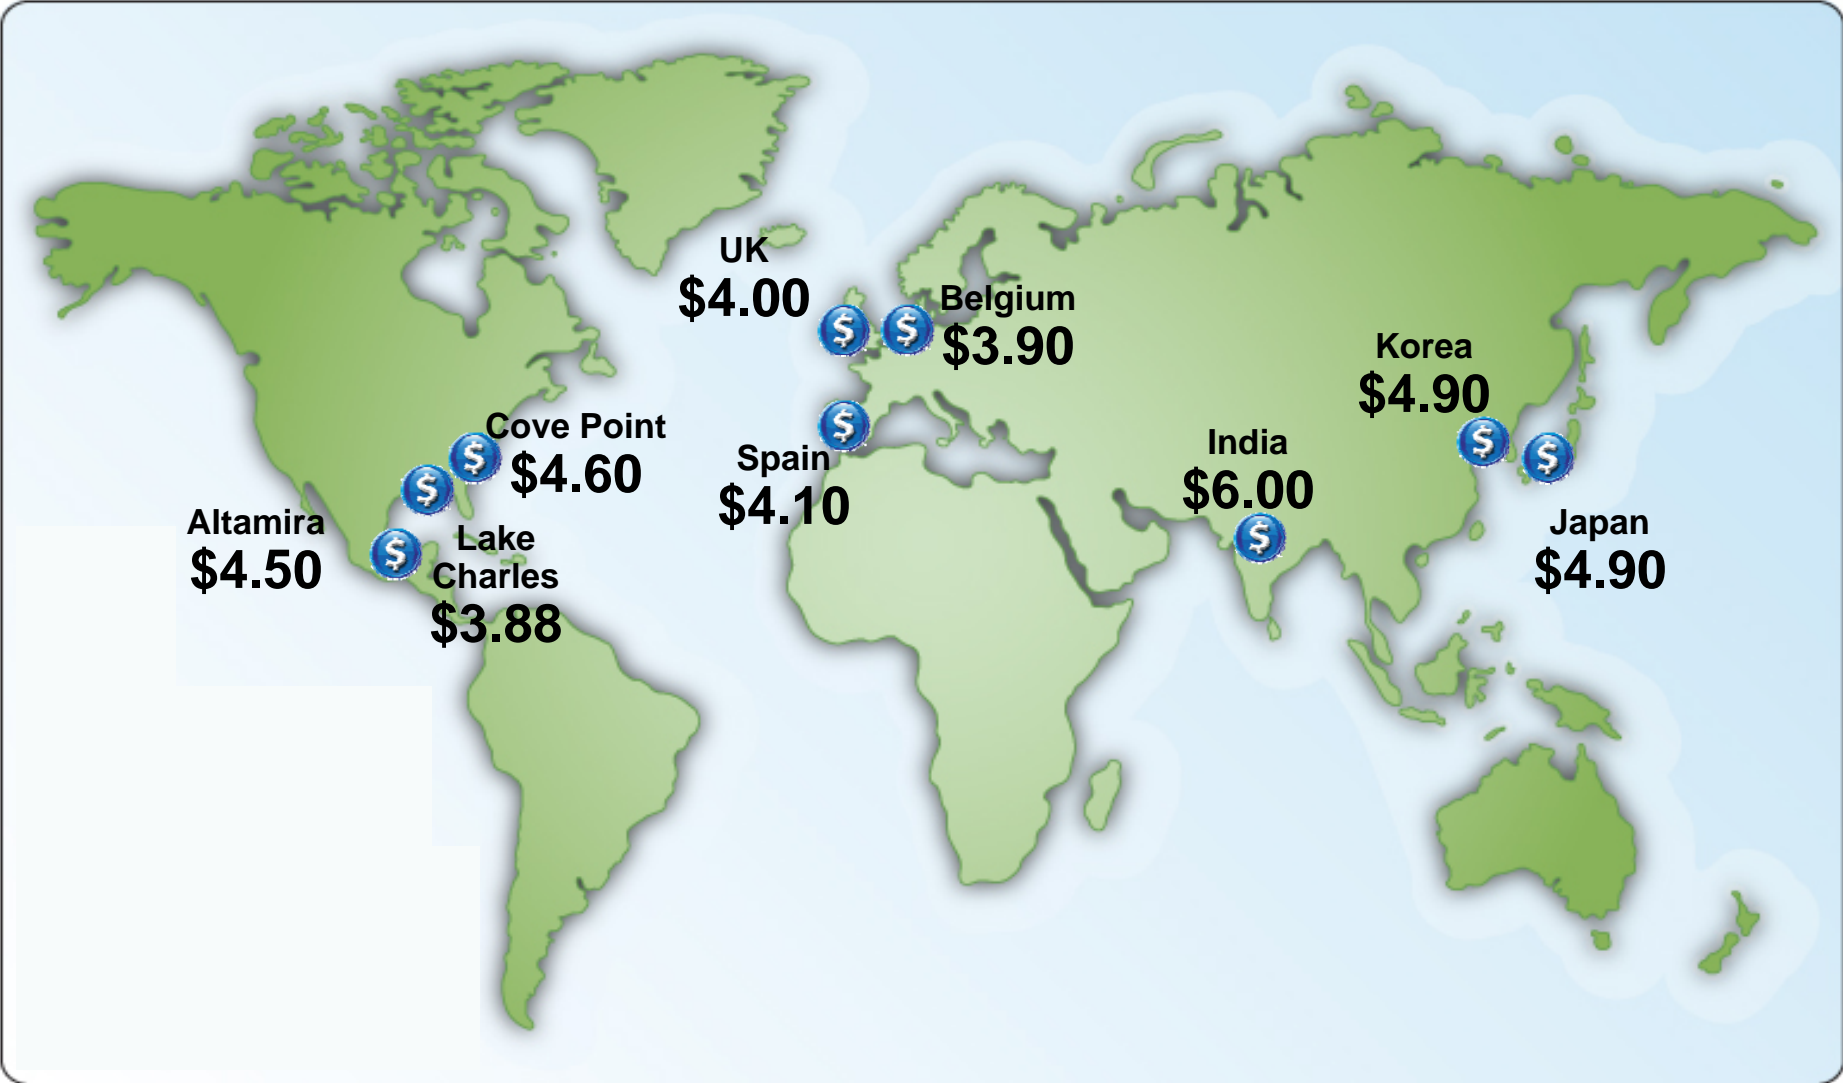 UK
$4.00
Belgium
$3.90
Korea
$4.90
Cove Point
$4.60
Spain
$4.10
India
$6.00
Altamira
$4.50
Lake
Charles
$3.88
Japan
$4.90
$
$
$
$
$
$
$
$
$